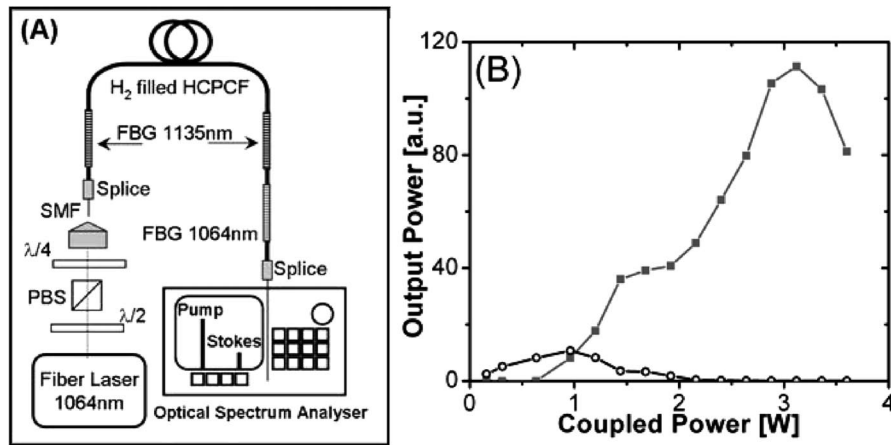 (A)
H2 filled HCPCF
FBG 1135nm
Splice
SMF
FBG 1064nm
λ/4
Splice
PBS
λ/2
Pump
Stokes
Fiber Laser
1064nm
Optical Spectrum Analyser
(B)
Output Power [a.u.]
120
80
40
0
0 1 2 3 4
Coupled Power [W]